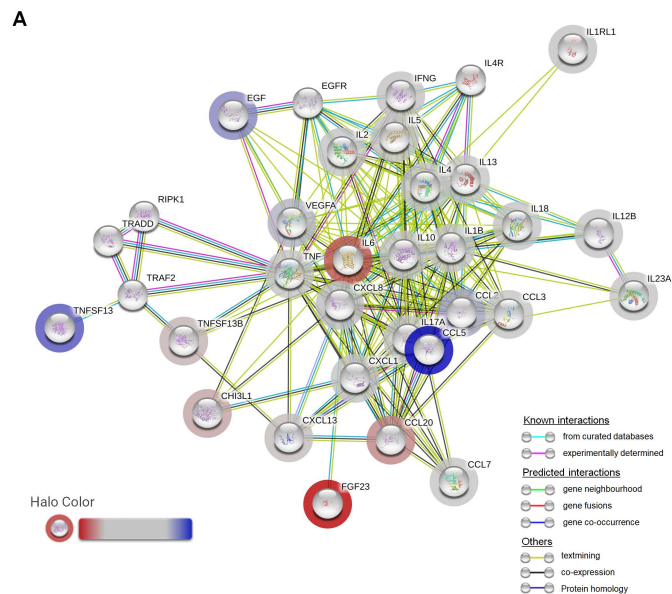 A
IL1RL1
IL4R
EGFR
IFNG
EGF
IL5
IL2
IL13
IL4
RIPK1
VEGFA
IL18
IL12B
TRADD
IL10
IL1B
IL6
TNF
TRAF2
IL23A
CXCL8
CCL2
CCL3
TNFSF13
TNFSF13B
IL17A
CCL5
CXCL1
CHI3L1
CXCL13
CCL20
CCL7
FGF23
Halo Color
Known interactions
from curated databases
experimentally determined
Predicted interactions
gene neighbourhood
gene fusions
gene co-occurrence
Others
textmining
co-expression
Protein homology